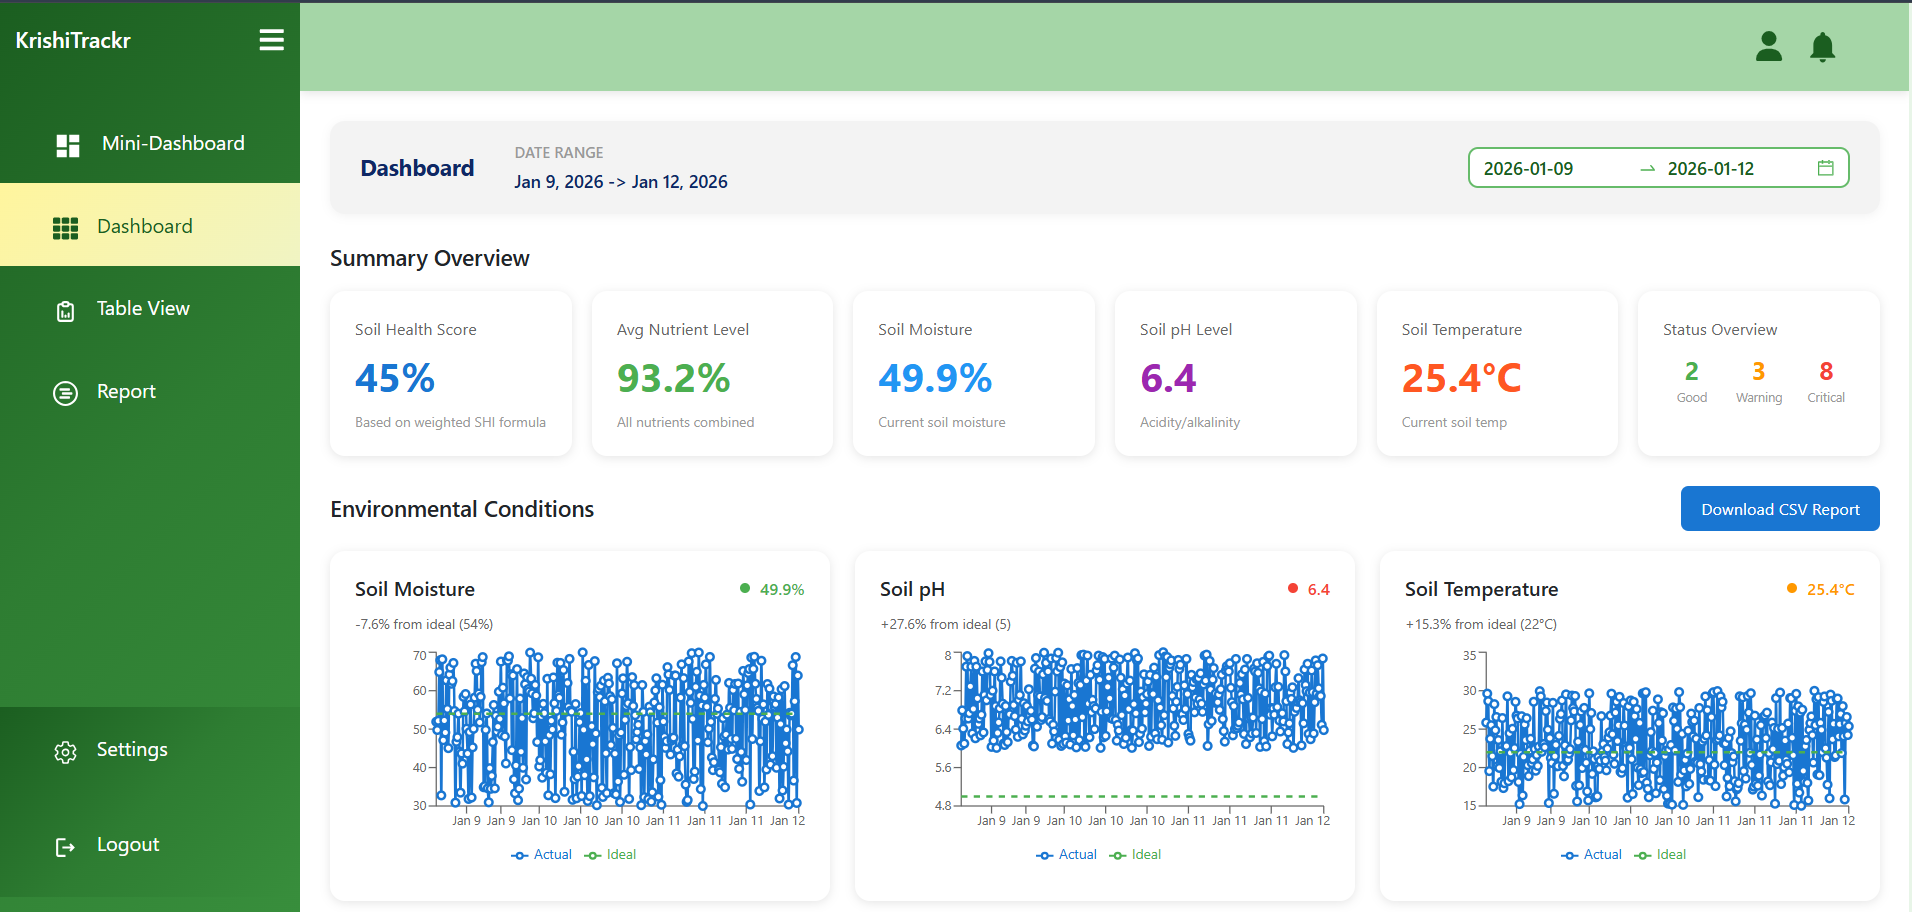 KrishiTrackr
Mini-Dashboard
Dashboard
Table View
Report
Settings
Logout
Dashboard
DATE RANGE
Jan 9, 2026 -> Jan 12, 2026
2026-01-09 → 2026-01-12
Summary Overview
Soil Health Score
45%
Based on weighted SHI formula
Avg Nutrient Level
93.2%
All nutrients combined
Soil Moisture
49.9%
Current soil moisture
Soil pH Level
6.4
Acidity/alkalinity
Soil Temperature
25.4°C
Current soil temp
Status Overview
2 3 8
Good Warning Critical
Environmental Conditions
Download CSV Report
Soil Moisture
49.9%
-7.6% from ideal (54%)
70
60
50
40
30
Jan 9 Jan 9 Jan 10 Jan 10 Jan 10 Jan 11 Jan 11 Jan 11 Jan 12
Actual Ideal
Soil pH
6.4
+27.6% from ideal (5)
8
7.2
6.4
5.6
4.8
Jan 9 Jan 9 Jan 10 Jan 10 Jan 10 Jan 11 Jan 11 Jan 11 Jan 12
Actual Ideal
Soil Temperature
25.4°C
+15.3% from ideal (22°C)
35
30
25
20
15
Jan 9 Jan 9 Jan 10 Jan 10 Jan 10 Jan 11 Jan 11 Jan 11 Jan 12
Actual Ideal